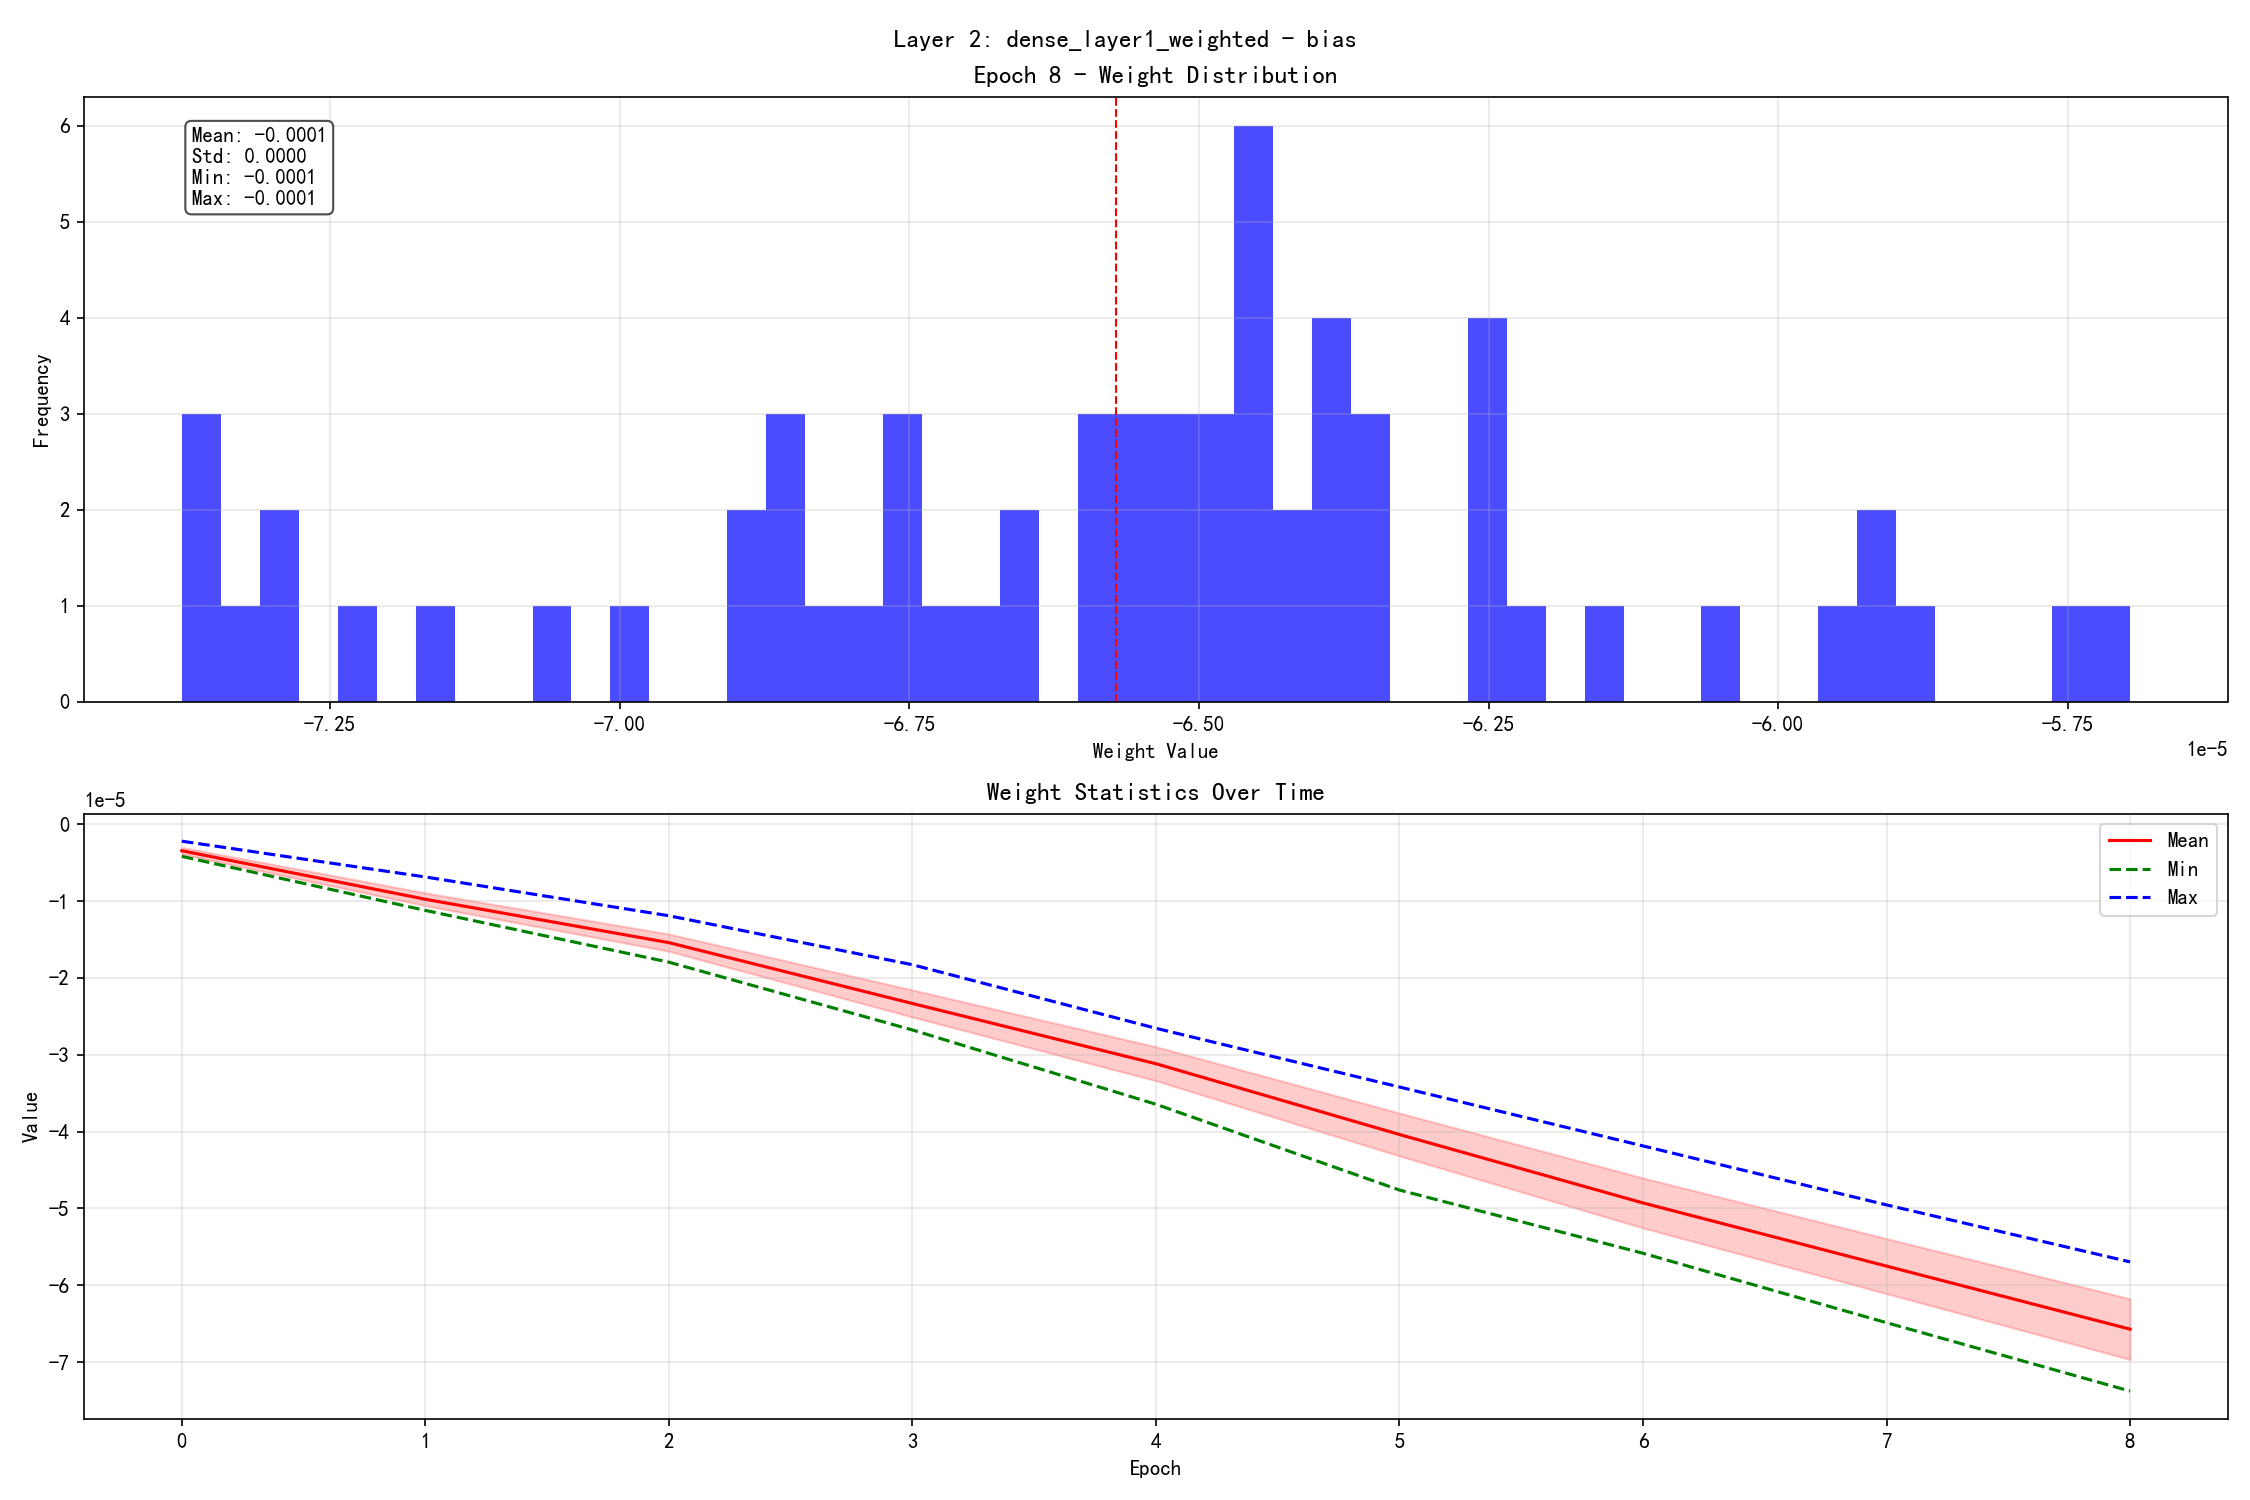 Layer 2: dense_layer1_weighted - bias
Epoch 8 - Weight Distribution
Mean: -0.0001
Std: 0.0000
Min: -0.0001
Max: -0.0001
6
5
4
3
2
1
0
Frequency
-7.25 -7.00 -6.75 -6.50 -6.25 -6.00 -5.75
Weight Value
1e-5
Weight Statistics Over Time
1e-5
0
-1
-2
-3
-4
-5
-6
-7
Value
Mean
Min
Max
0 1 2 3 4 5 6 7 8
Epoch